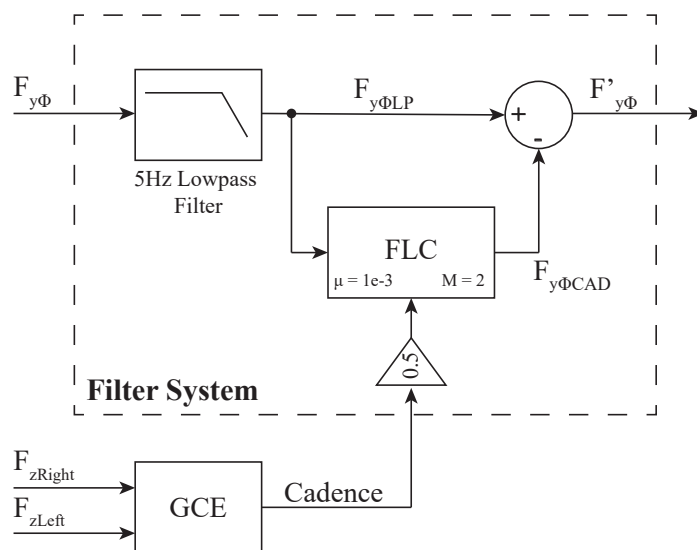 F_yΦ
F_yΦLP
F'_yΦ
+
-
5Hz Lowpass
Filter
FLC
μ = 1e-3 M = 2
F_yΦCAD
0.5
Filter System
F_zRight
F_zLeft
GCE
Cadence